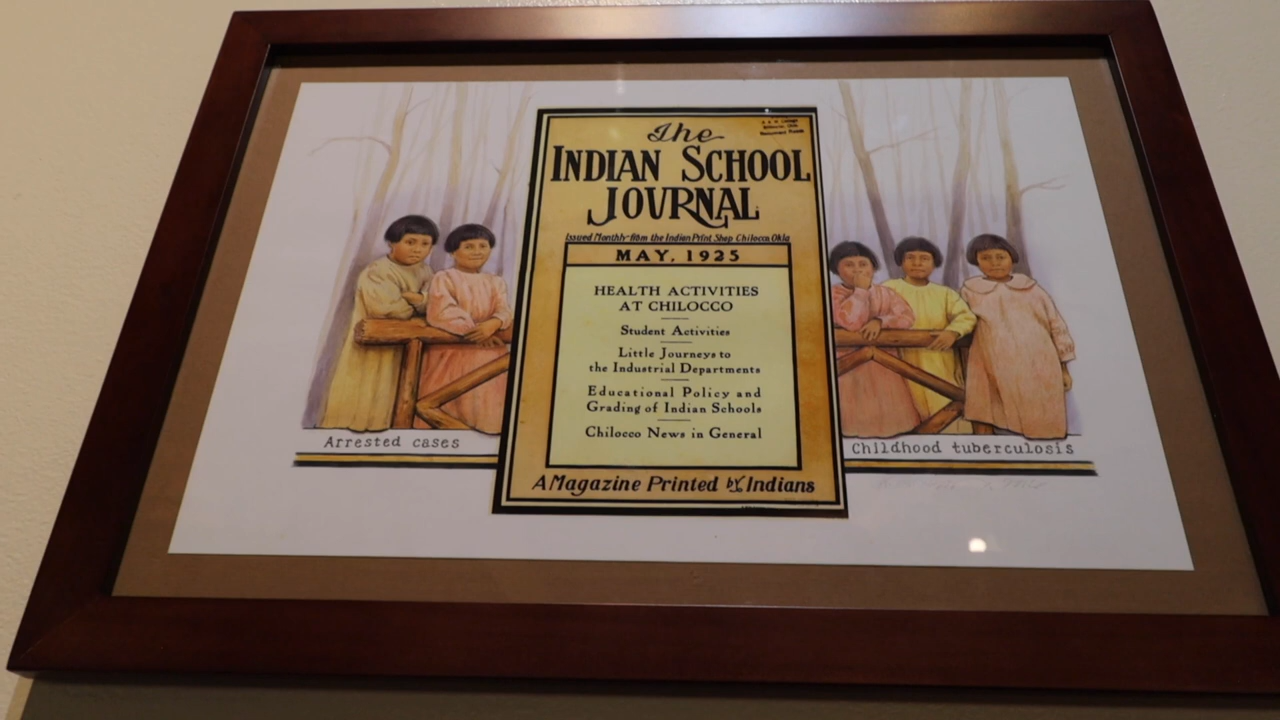 The
INDIAN SCHOOL
JOURNAL
Issued Monthly from the Indian Print Shop Chilocco, Okla
MAY, 1925
HEALTH ACTIVITIES
AT CHILOCCO
Student Activities
Little Journeys to
the Industrial Departments
Educational Policy and
Grading of Indian Schools
Chilocco News in General
A Magazine Printed by Indians
Arrested cases
Childhood tuberculosis